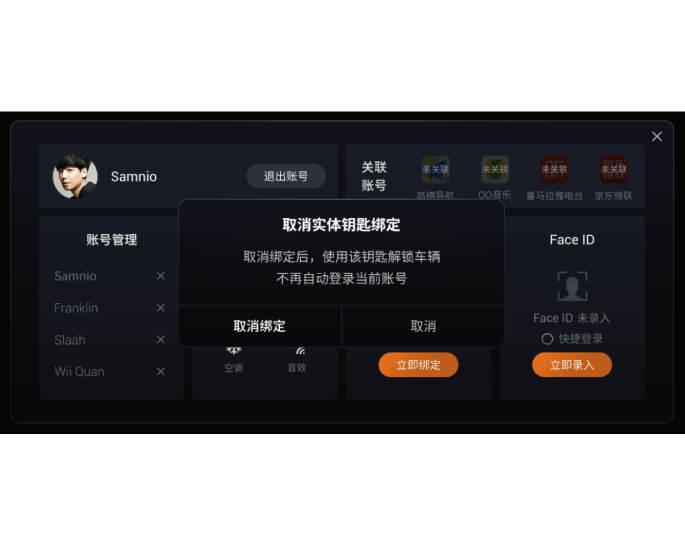 Samnio
退出账号
关联
账号
未关联
未关联
未关联
未关联
高德导航
QQ音乐
喜马拉雅电台
京东微联
账号管理
Samnio
Franklin
Slaah
Wii Quan
取消实体钥匙绑定
取消绑定后，使用该钥匙解锁车辆
不再自动登录当前账号
取消绑定
取消
空调
音效
立即绑定
Face ID
Face ID 未录入
快捷登录
立即录入